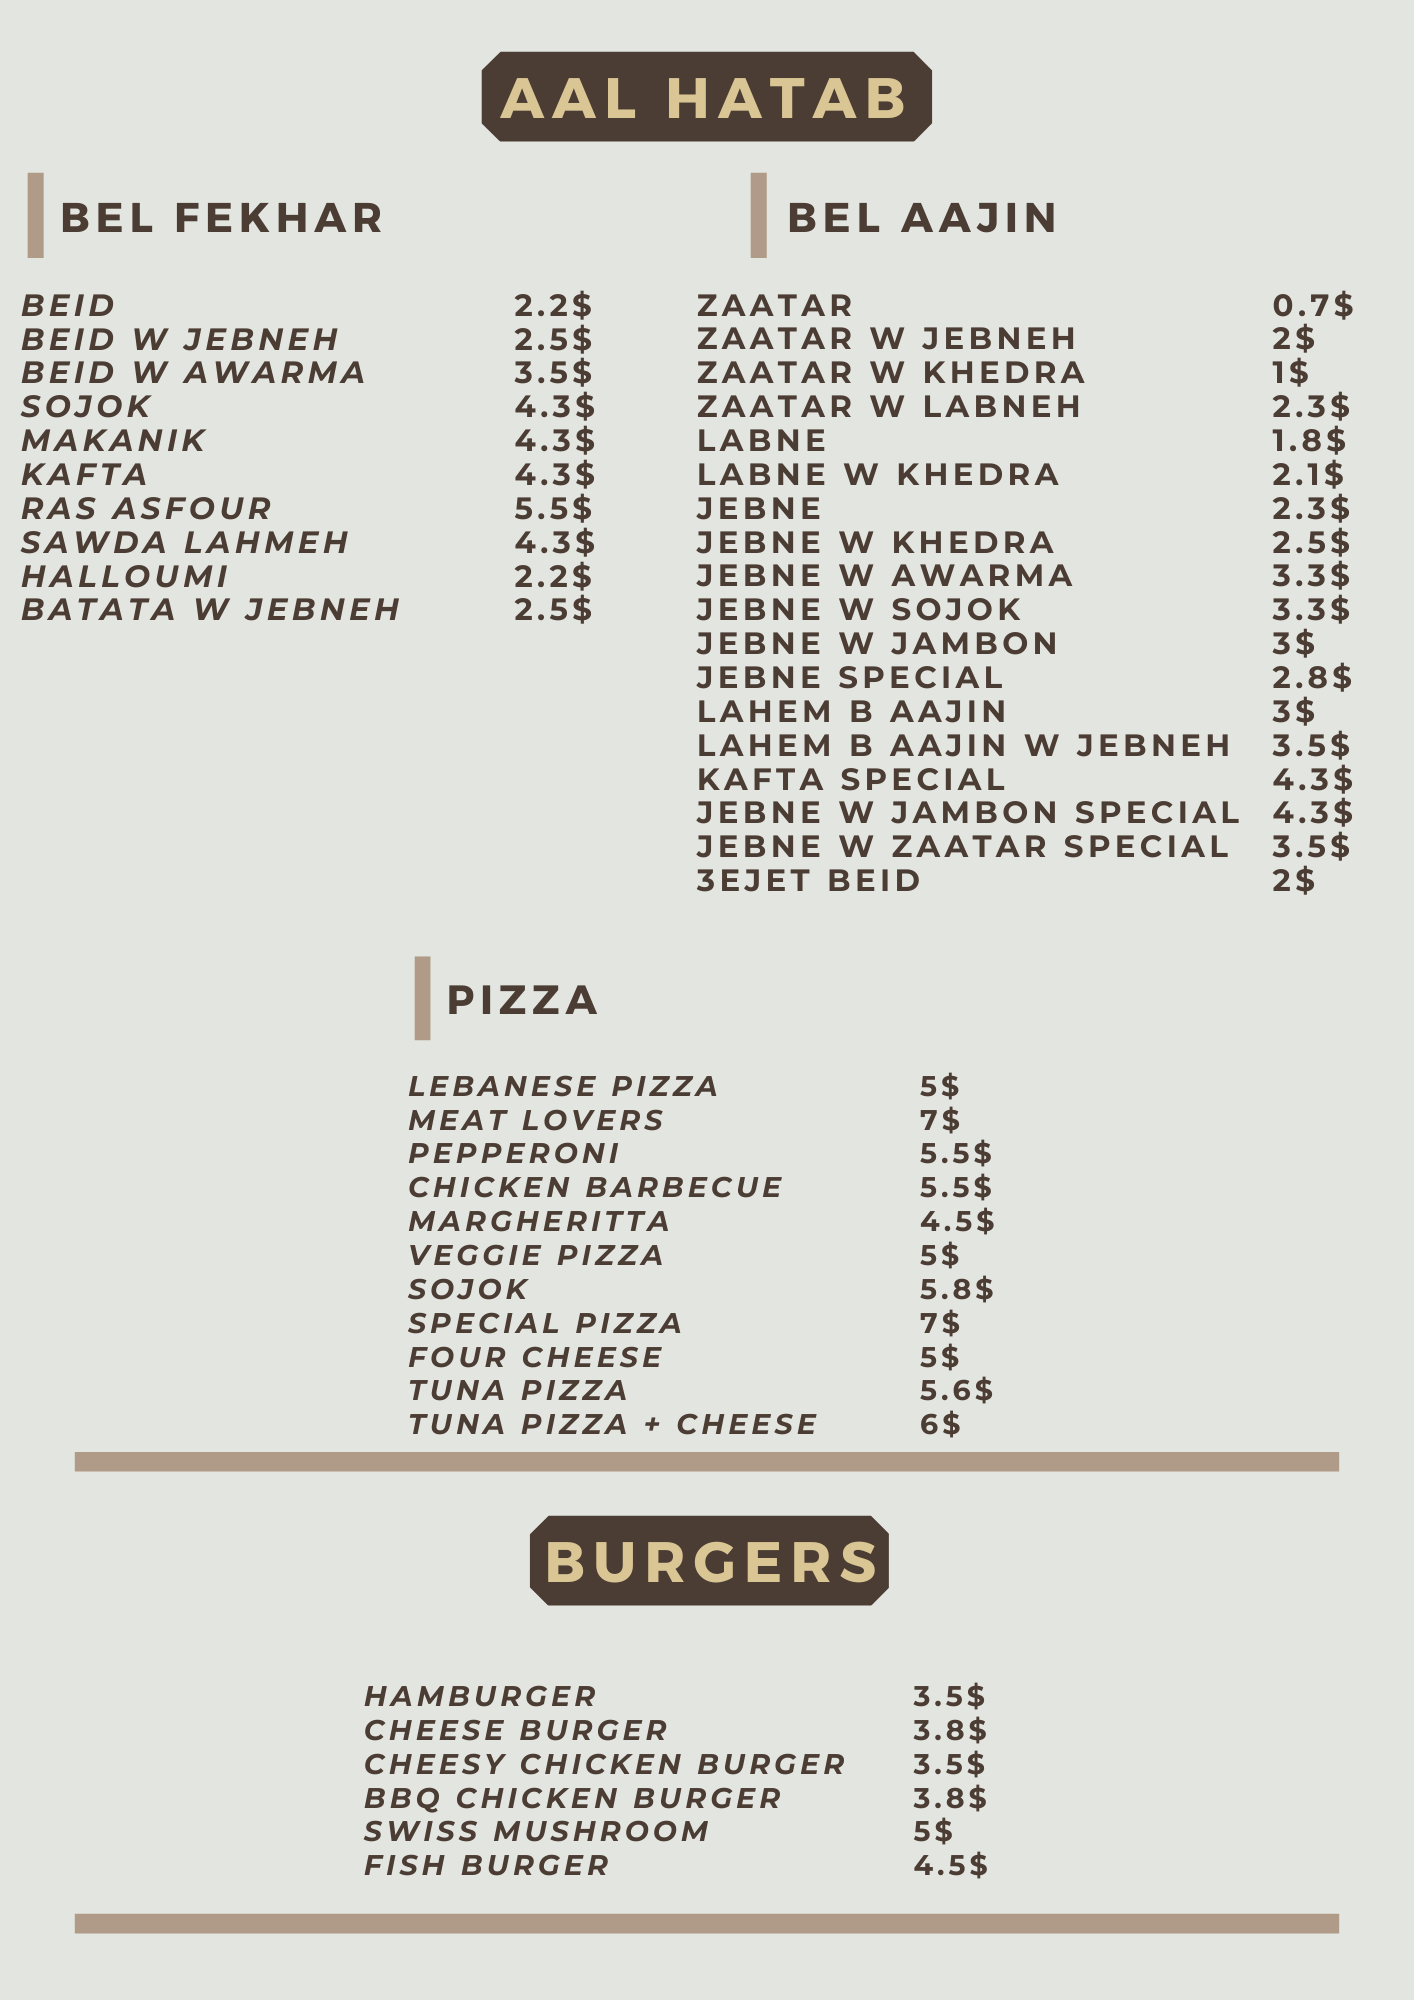 AAL HATAB
BEL FEKHAR
BEID 2.2$
BEID W JEBNEH 2.5$
BEID W AWARMA 3.5$
SOJOK 4.3$
MAKANIK 4.3$
KAFTA 4.3$
RAS ASFOUR 5.5$
SAWDA LAHMEH 4.3$
HALLOUMI 2.2$
BATATA W JEBNEH 2.5$
BEL AAJIN
ZAATAR 0.7$
ZAATAR W JEBNEH 2$
ZAATAR W KHEDRA 1$
ZAATAR W LABNEH 2.3$
LABNE 1.8$
LABNE W KHEDRA 2.1$
JEBNE 2.3$
JEBNE W KHEDRA 2.5$
JEBNE W AWARMA 3.3$
JEBNE W SOJOK 3.3$
JEBNE W JAMBON 3$
JEBNE SPECIAL 2.8$
LAHEM B AAJIN 3$
LAHEM B AAJIN W JEBNEH 3.5$
KAFTA SPECIAL 4.3$
JEBNE W JAMBON SPECIAL 4.3$
JEBNE W ZAATAR SPECIAL 3.5$
3EJET BEID 2$
PIZZA
LEBANESE PIZZA 5$
MEAT LOVERS 7$
PEPPERONI 5.5$
CHICKEN BARBECUE 5.5$
MARGHERITTA 4.5$
VEGGIE PIZZA 5$
SOJOK 5.8$
SPECIAL PIZZA 7$
FOUR CHEESE 5$
TUNA PIZZA 5.6$
TUNA PIZZA + CHEESE 6$
BURGERS
HAMBURGER 3.5$
CHEESE BURGER 3.8$
CHEESY CHICKEN BURGER 3.5$
BBQ CHICKEN BURGER 3.8$
SWISS MUSHROOM 5$
FISH BURGER 4.5$